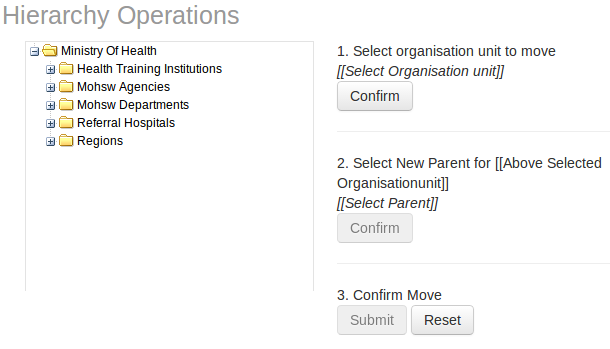 Hierarchy Operations
Ministry Of Health
Health Training Institutions
Mohsw Agencies
Mohsw Departments
Referral Hospitals
Regions
1. Select organisation unit to move
[[Select Organisation unit]]
Confirm
2. Select New Parent for [[Above Selected
Organisationunit]]
[[Select Parent]]
Confirm
3. Confirm Move
Submit Reset